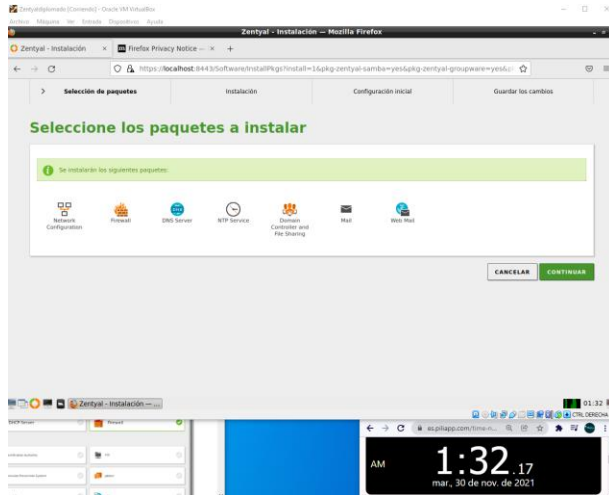 Zentyaldiplomado [Corriendo] - Oracle VM VirtualBox
Archivo Máquina Ver Entrada Dispositivos Ayuda
Zentyal - Instalación — Mozilla Firefox
Zentyal - Instalación
Firefox Privacy Notice —
https://localhost:8443/Software/InstallPkgs?install=1&pkg-zentyal-samba=yes&pkg-zentyal-groupware=yes&
Selección de paquetes
Instalación
Configuración inicial
Guardar los cambios
Seleccione los paquetes a instalar
Se instalarán los siguientes paquetes:
Network Configuration
Firewall
DNS Server
NTP Service
Domain Controller and File Sharing
Mail
Web Mail
CANCELAR
CONTINUAR
Zentyal - Instalación — ...
01:32
CTRL DERECHA
DHCP Server
Firewall
es.piliapp.com/time-n...
AM
1:32.17
mar., 30 de nov. de 2021